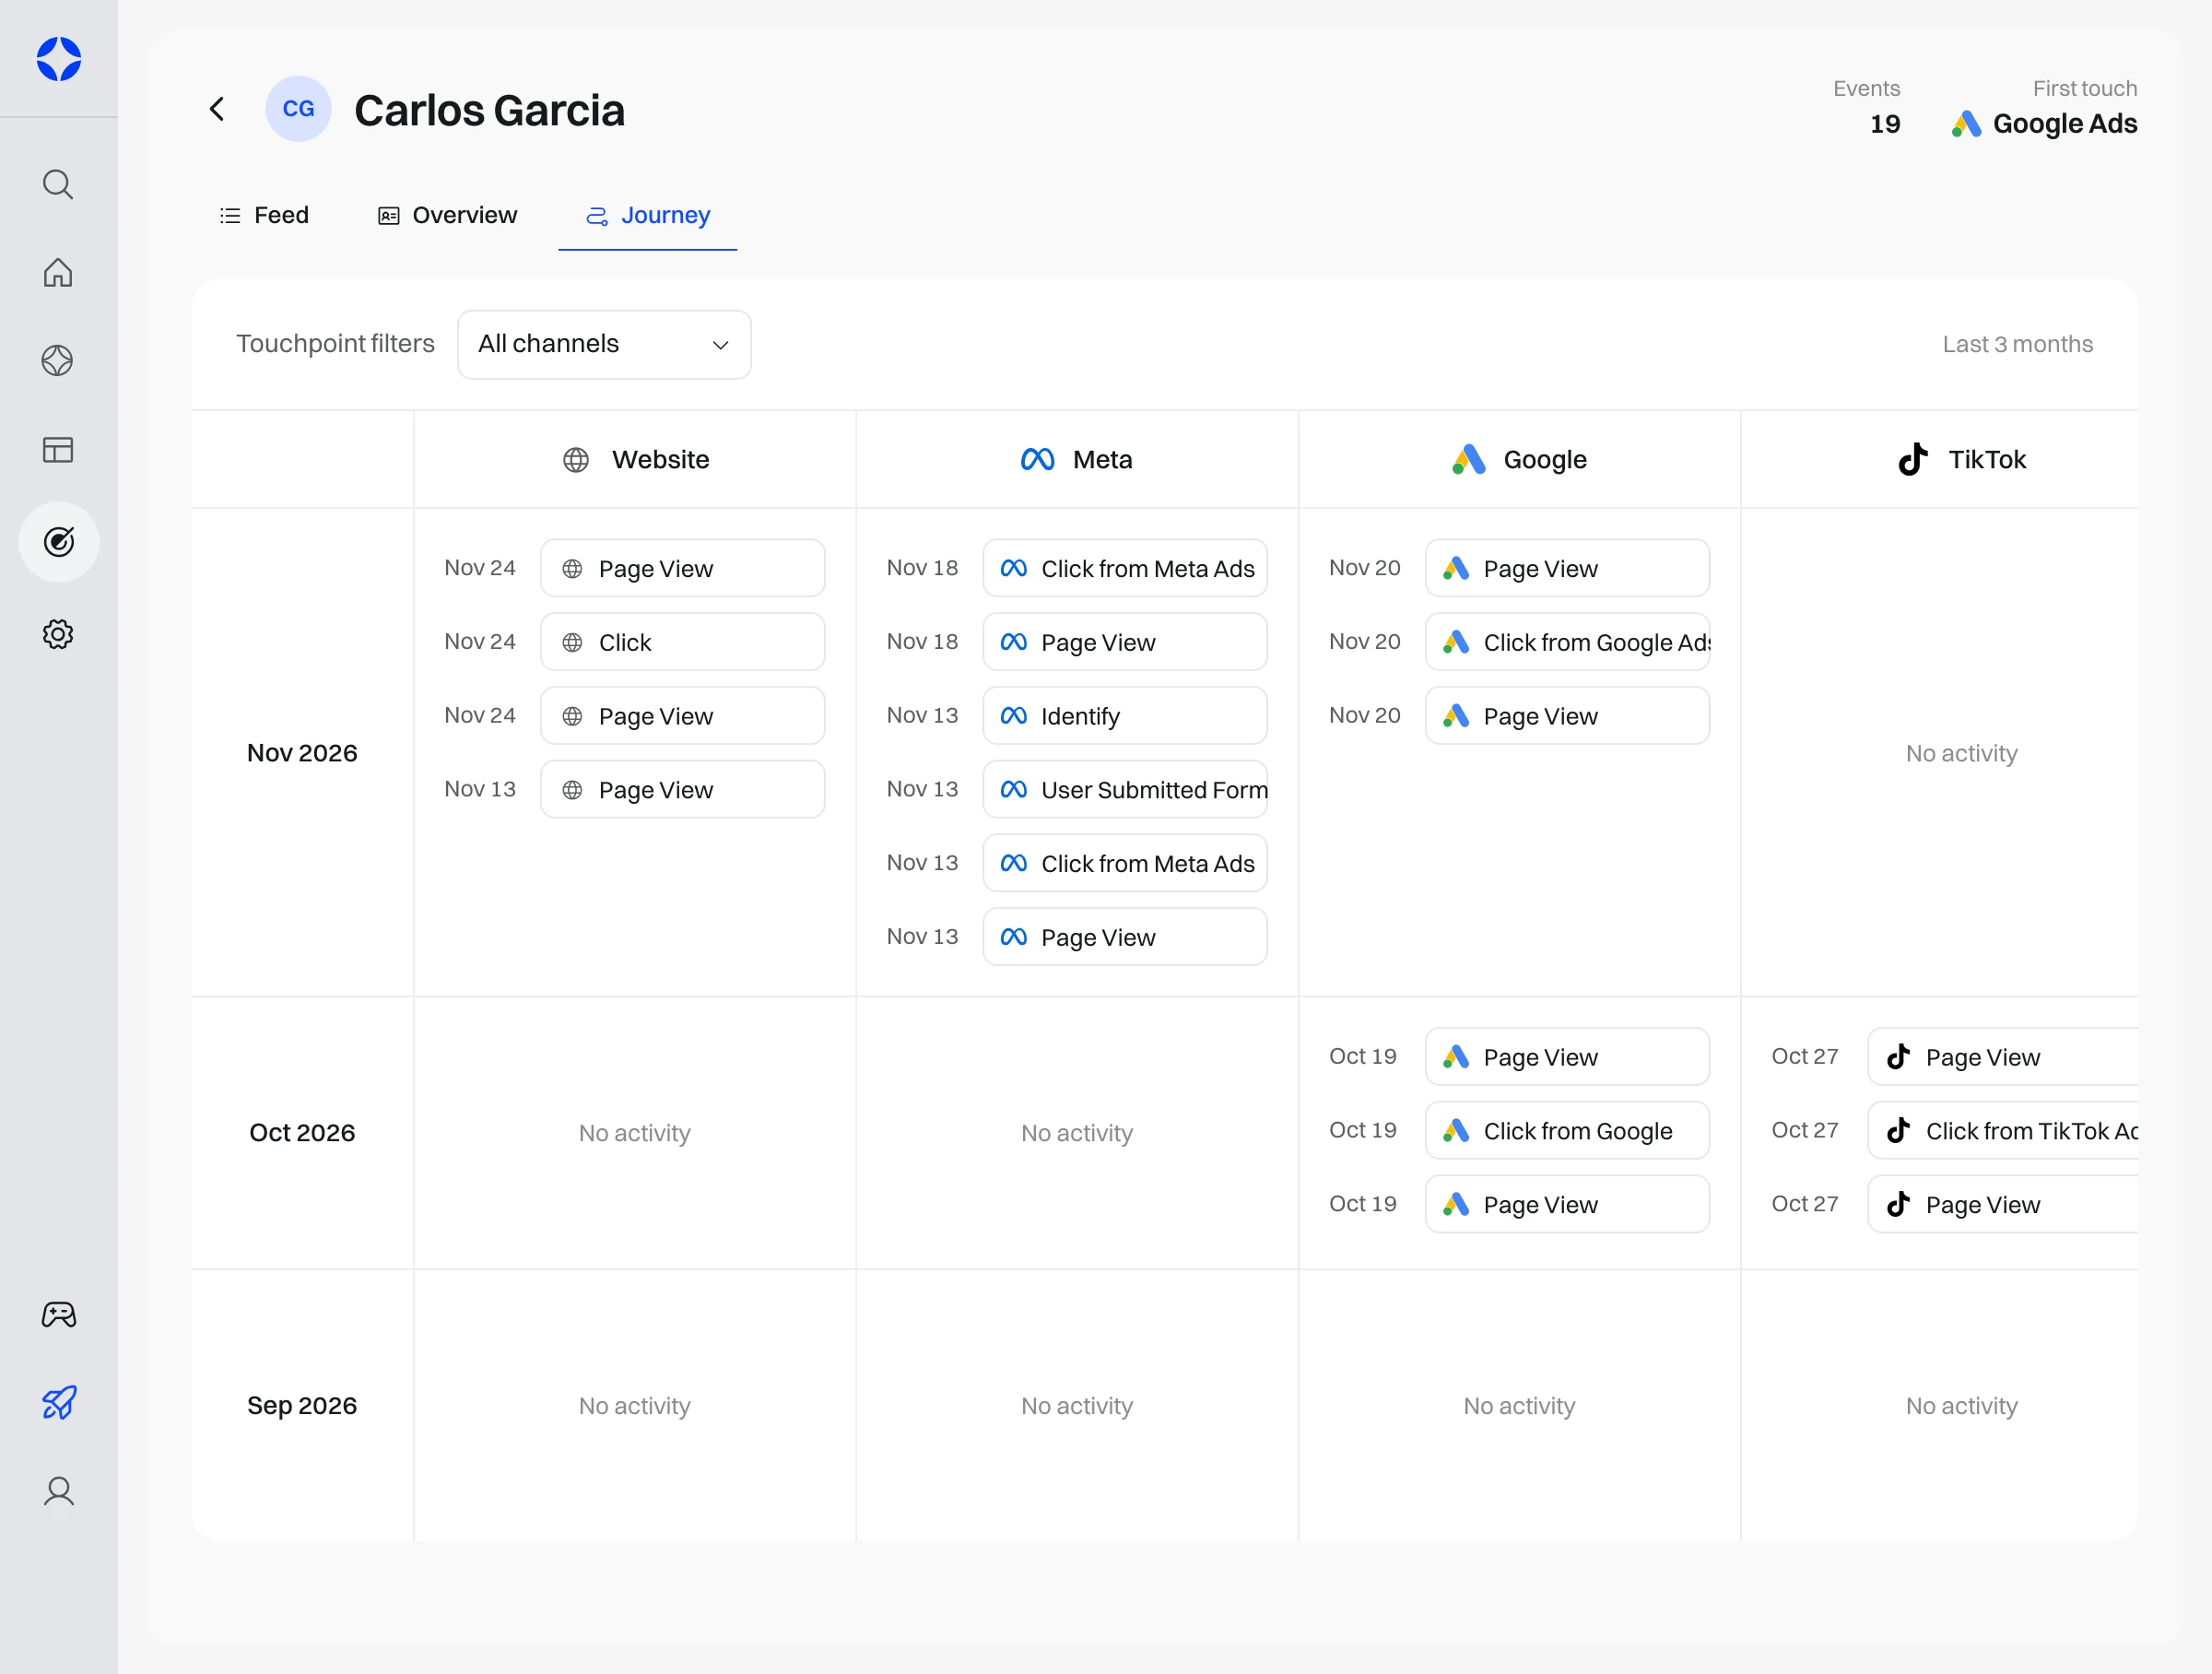 CG
Carlos Garcia
Events
19
First touch
Google Ads
Feed
Overview
Journey
Touchpoint filters
All channels
Last 3 months
Website
Meta
Google
TikTok
Nov 2026
Nov 24 Page View
Nov 24 Click
Nov 24 Page View
Nov 13 Page View
Nov 18 Click from Meta Ads
Nov 18 Page View
Nov 13 Identify
Nov 13 User Submitted Form
Nov 13 Click from Meta Ads
Nov 13 Page View
Nov 20 Page View
Nov 20 Click from Google Ads
Nov 20 Page View
No activity
Oct 2026
No activity
No activity
Oct 19 Page View
Oct 19 Click from Google
Oct 19 Page View
Oct 27 Page View
Oct 27 Click from TikTok
Oct 27 Page View
Sep 2026
No activity
No activity
No activity
No activity